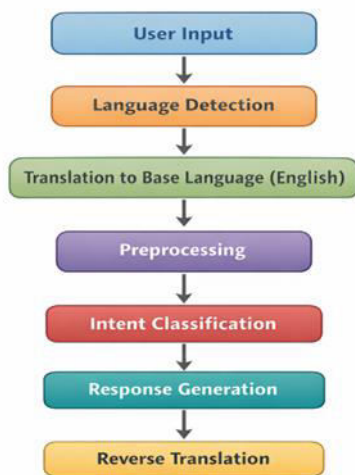 User Input
Language Detection
Translation to Base Language (English)
Preprocessing
Intent Classification
Response Generation
Reverse Translation